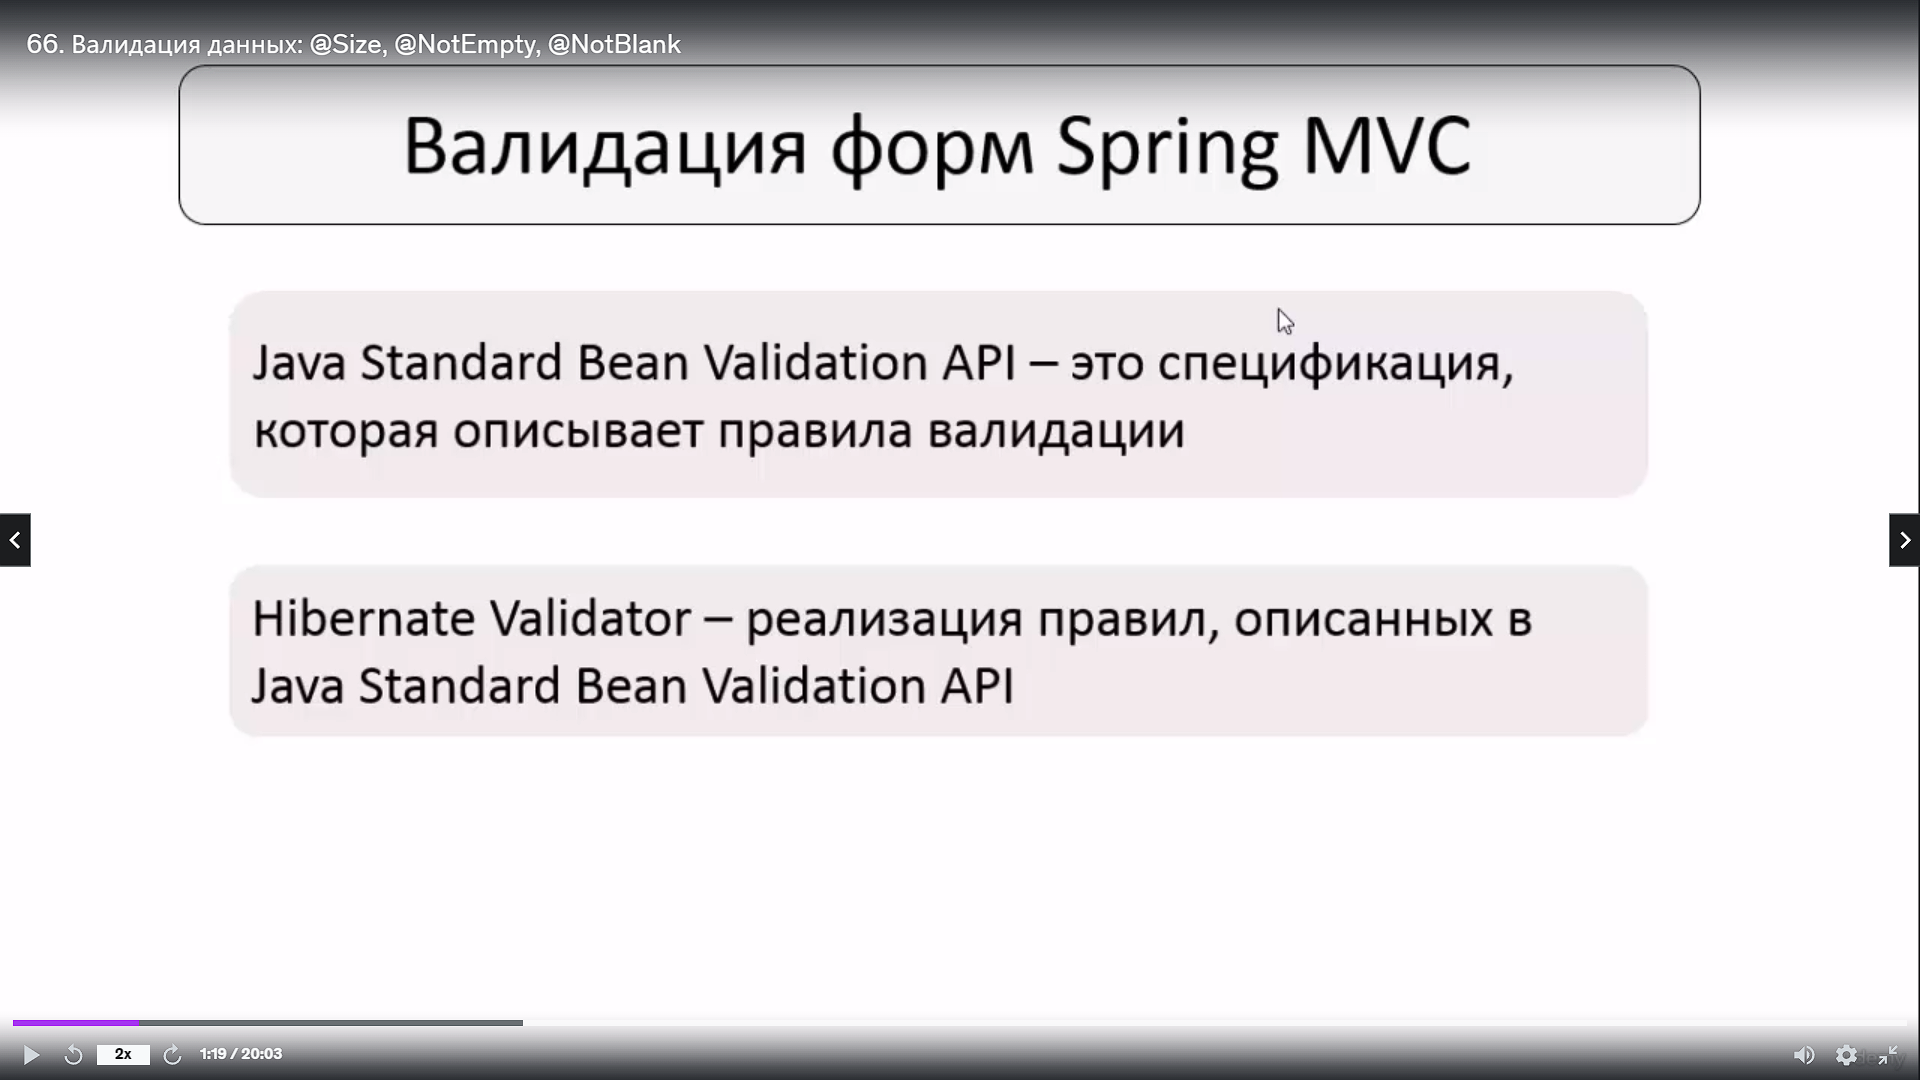 66. Валидация данных: @Size, @NotEmpty, @NotBlank
Валидация форм Spring MVC
Java Standard Bean Validation API – это спецификация,
которая описывает правила валидации
Hibernate Validator – реализация правил, описанных в
Java Standard Bean Validation API
2x
1:19 / 20:03